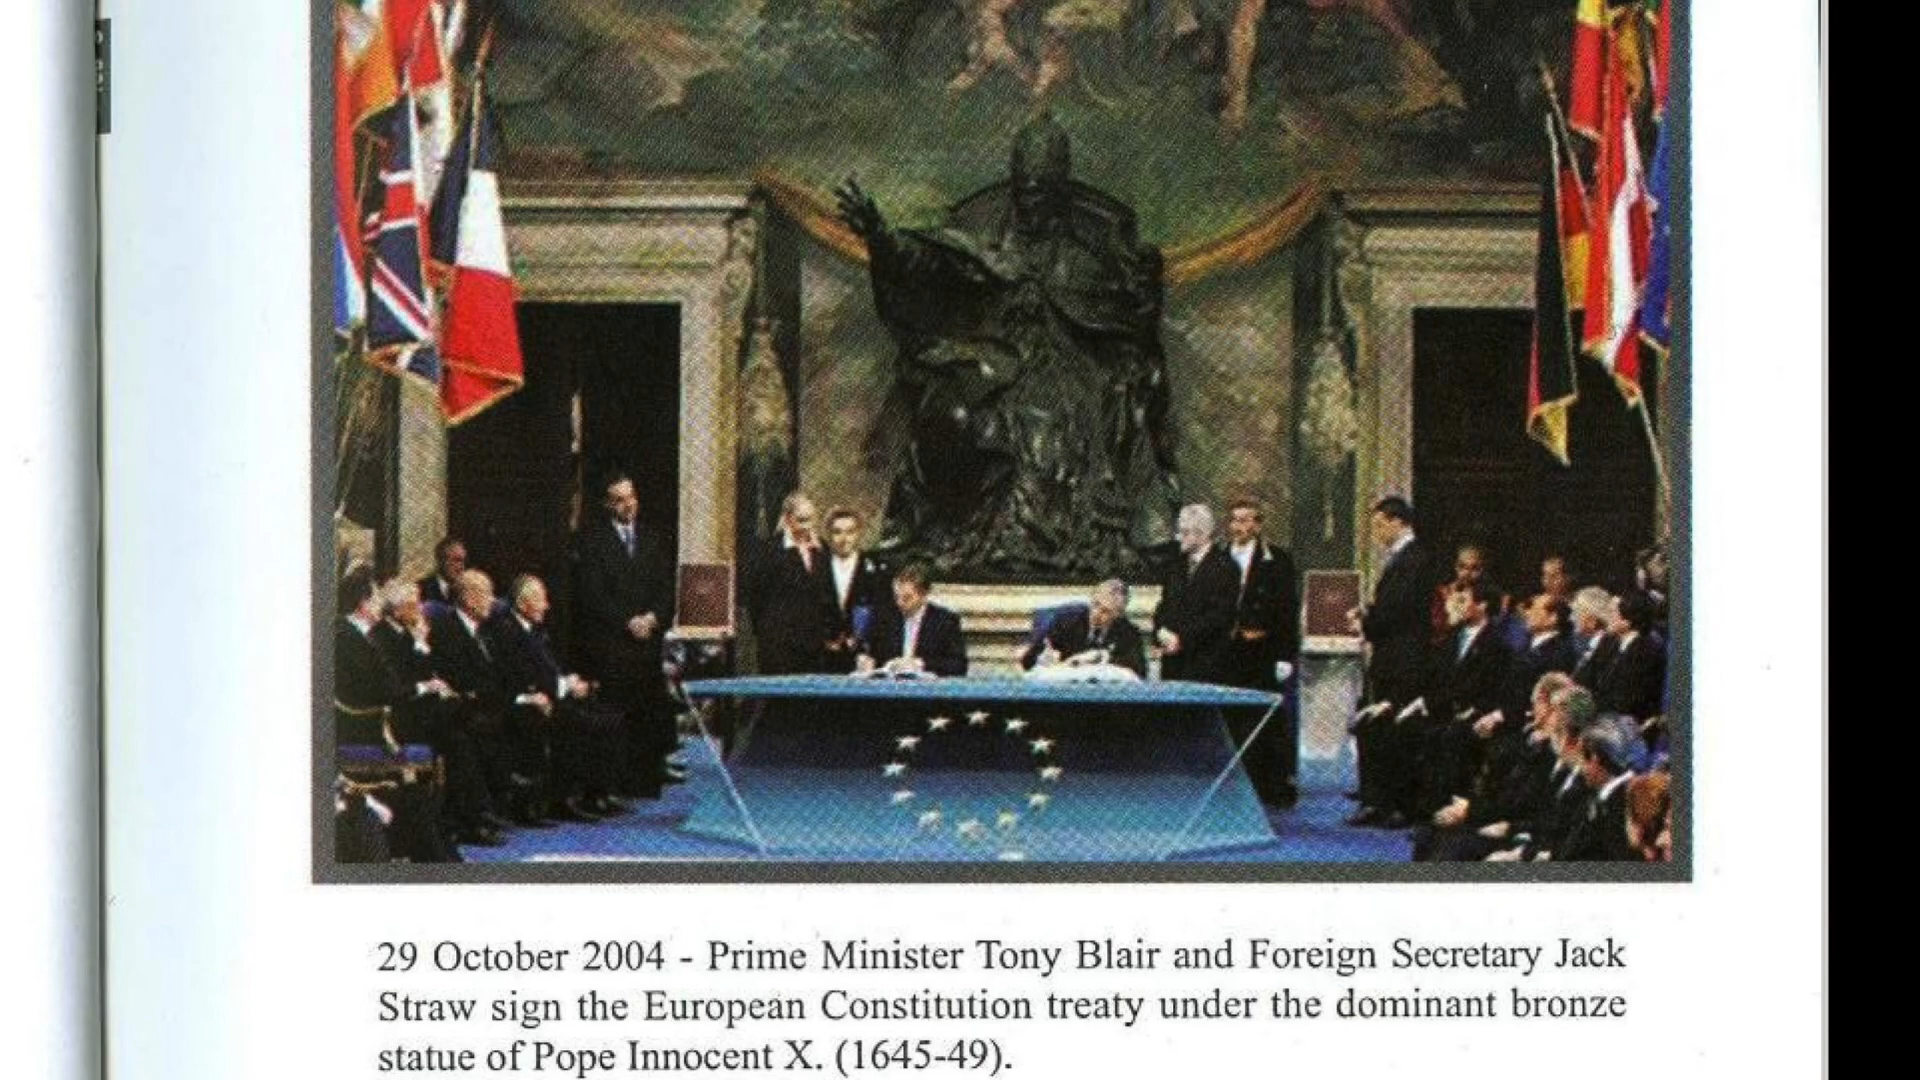 29 October 2004 - Prime Minister Tony Blair and Foreign Secretary Jack
Straw sign the European Constitution treaty under the dominant bronze
statue of Pope Innocent X. (1645-49).